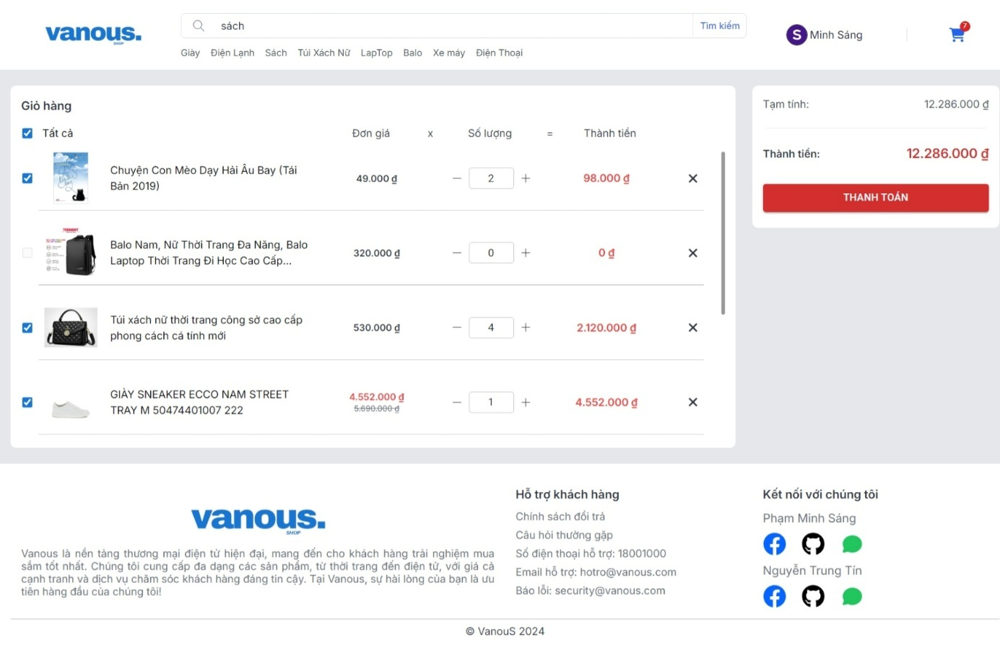 vanous.
SHOP
sách
Tìm kiếm
Giày Điện Lạnh Sách Túi Xách Nữ LapTop Balo Xe máy Điện Thoại
S Minh Sáng
7
Giỏ hàng
Tất cả Đơn giá x Số lượng = Thành tiền
Chuyện Con Mèo Dạy Hải Âu Bay (Tái
Bản 2019)
49.000 ₫ — 2 + 98.000 ₫ ✕
TERMENT
Balo Nam, Nữ Thời Trang Đa Năng, Balo
Laptop Thời Trang Đi Học Cao Cấp...
320.000 ₫ — 0 + 0 ₫ ✕
Túi xách nữ thời trang công sở cao cấp
phong cách cá tính mới
530.000 ₫ — 4 + 2.120.000 ₫ ✕
GIÀY SNEAKER ECCO NAM STREET
TRAY M 50474401007 222
4.552.000 ₫
5.690.000 ₫
— 1 + 4.552.000 ₫ ✕
Tạm tính: 12.286.000 ₫
Thành tiền: 12.286.000 ₫
THANH TOÁN
vanous.
SHOP
Vanous là nền tảng thương mại điện tử hiện đại, mang đến cho khách hàng trải nghiệm mua
sắm tốt nhất. Chúng tôi cung cấp đa dạng các sản phẩm, từ thời trang đến điện tử, với giá cả
cạnh tranh và dịch vụ chăm sóc khách hàng đáng tin cậy. Tại Vanous, sự hài lòng của bạn là ưu
tiên hàng đầu của chúng tôi!
Hỗ trợ khách hàng
Chính sách đổi trả
Câu hỏi thường gặp
Số điện thoại hỗ trợ: 18001000
Email hỗ trợ: hotro@vanous.com
Báo lỗi: security@vanous.com
Kết nối với chúng tôi
Phạm Minh Sáng
Nguyễn Trung Tín
© VanouS 2024